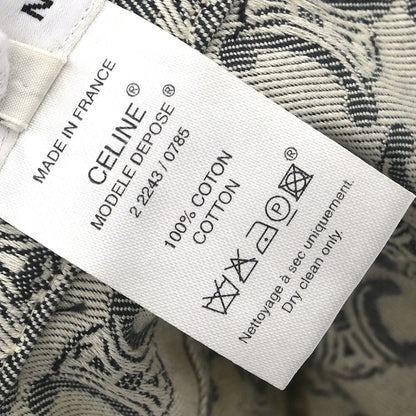 MADE IN FRANCE
CELINE®
MODELE DEPOSE®
2 2243 / 0785
100% COTON
COTTON
®
Nettoyage à sec uniquement.
Dry clean only.